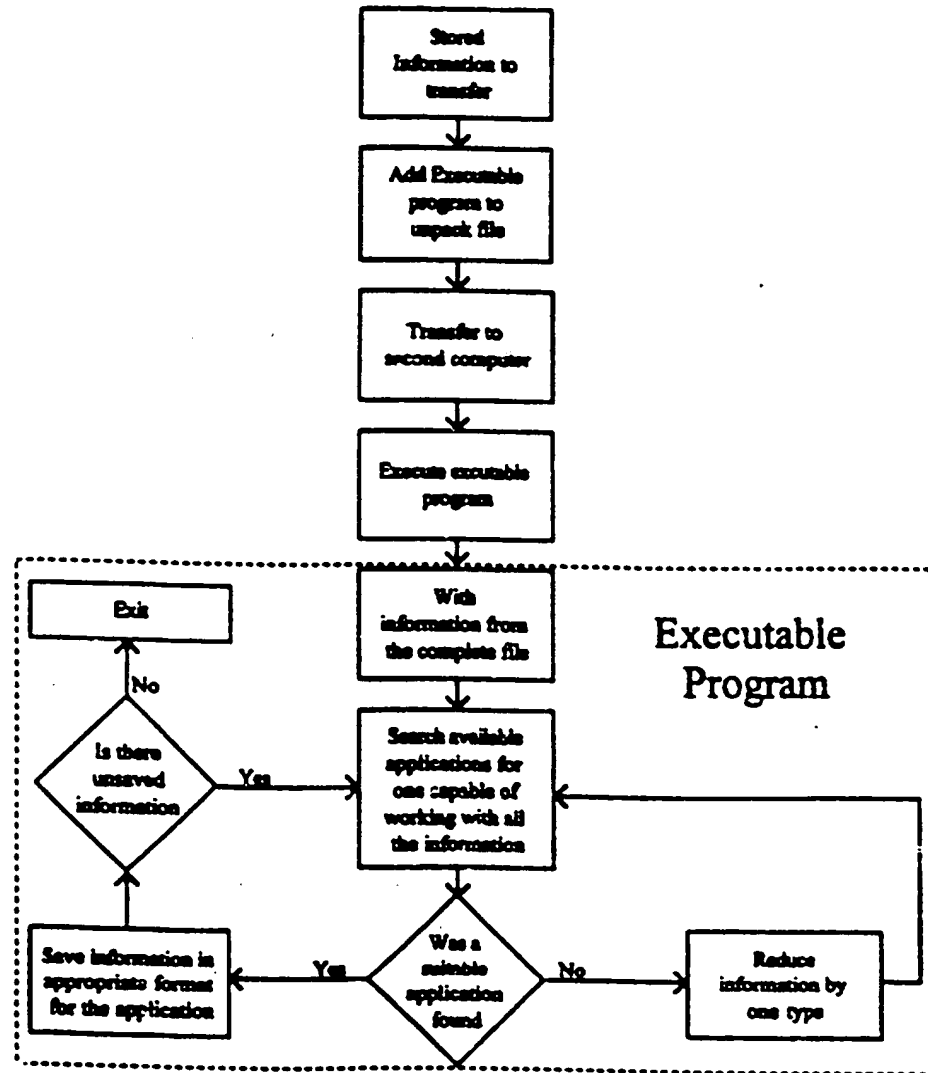 Stored
Information to
transfer
Add Executable
program to
unpack file
Transfer to
second computer
Execute excutable
program
With
information from
the complete file
Executable
Program
Exit
No
Is there
unsaved
information
Yes
Search available
applications for
one capable of
working with all
the information
Save information in
appropriate format
for the application
Yes
Was a
suitable
application
found
No
Reduce
information by
one type